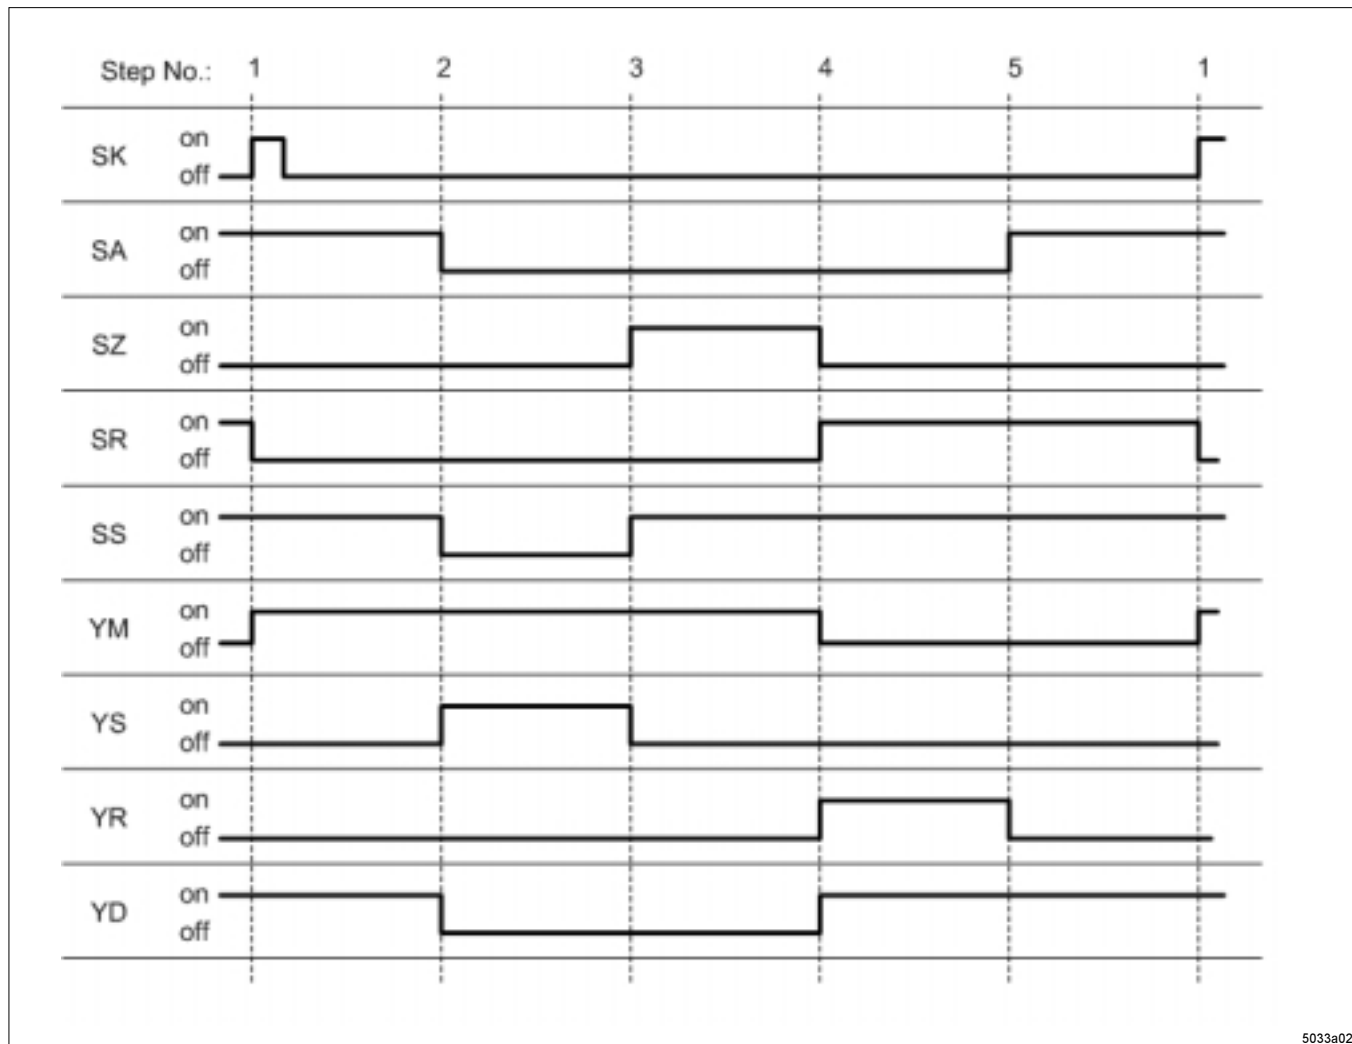 Step No.: 1 2 3 4 5 1
on
SK
off
on
SA
off
on
SZ
off
on
SR
off
on
SS
off
on
YM
off
on
YS
off
on
YR
off
on
YD
off
5033a02